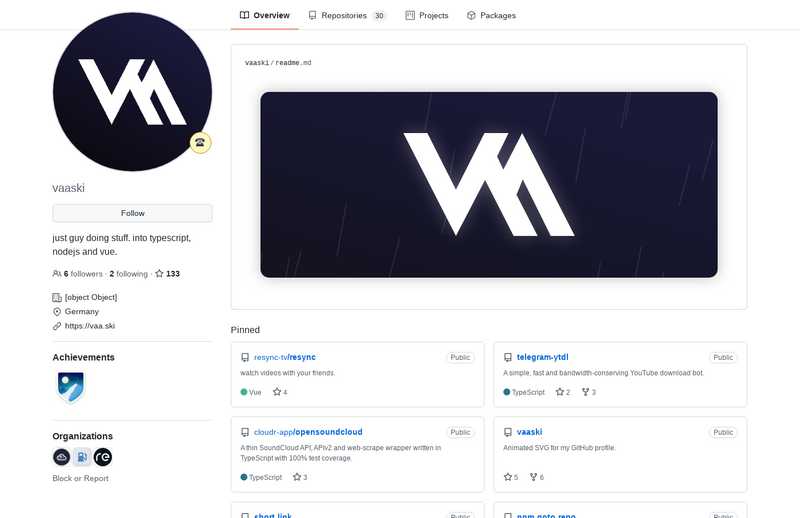 Overview
Repositories 30
Projects
Packages
vaaski
Follow
just guy doing stuff. into typescript,
nodejs and vue.
6 followers · 2 following · 133
[object Object]
Germany
https://vaa.ski
Achievements
Organizations
Block or Report
vaaski / readme.md
Pinned
resync-tv/resync Public
watch videos with your friends.
Vue 4
telegram-ytdl Public
A simple, fast and bandwidth-conserving YouTube download bot.
TypeScript 2 3
cloudr-app/opensoundcloud Public
A thin SoundCloud API, APIv2 and web-scrape wrapper written in
TypeScript with 100% test coverage.
TypeScript 3
vaaski Public
Animated SVG for my GitHub profile.
5 6
short-link Public
npm-goto-repo Public